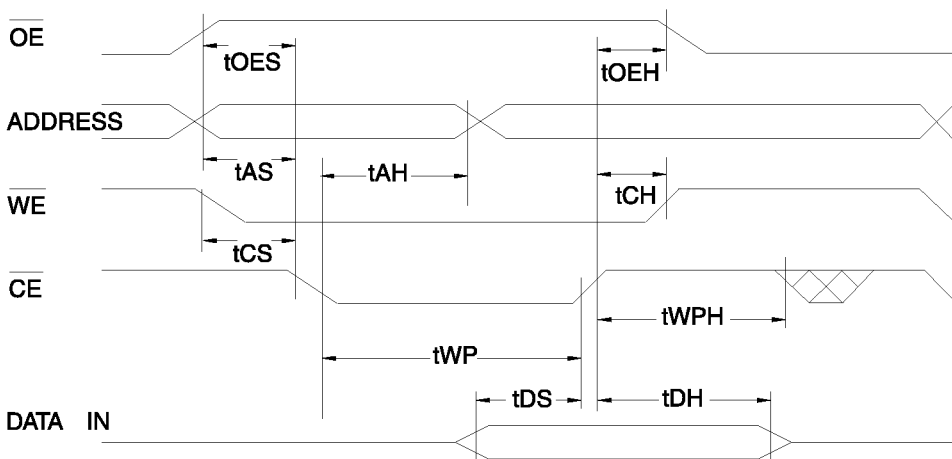 OE
tOES
tOEH
ADDRESS
tAS
tAH
tCH
WE
tCS
CE
tWPH
tWP
tDS
tDH
DATA IN